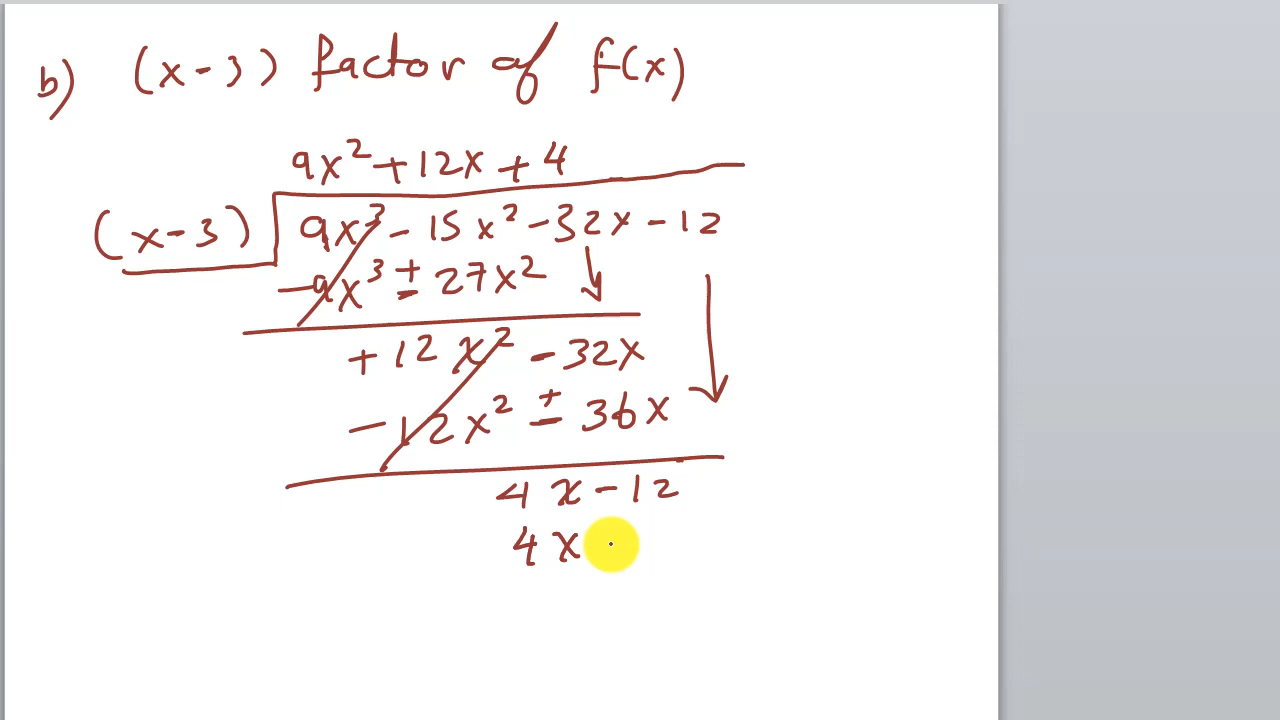 b) (x-3) factor of f(x)
9x² + 12x + 4
(x-3) 9x³ - 15x² - 32x - 12
- 9x³ ± 27x²
+ 12x² - 32x
- 12x² ± 36x
4x - 12
4x